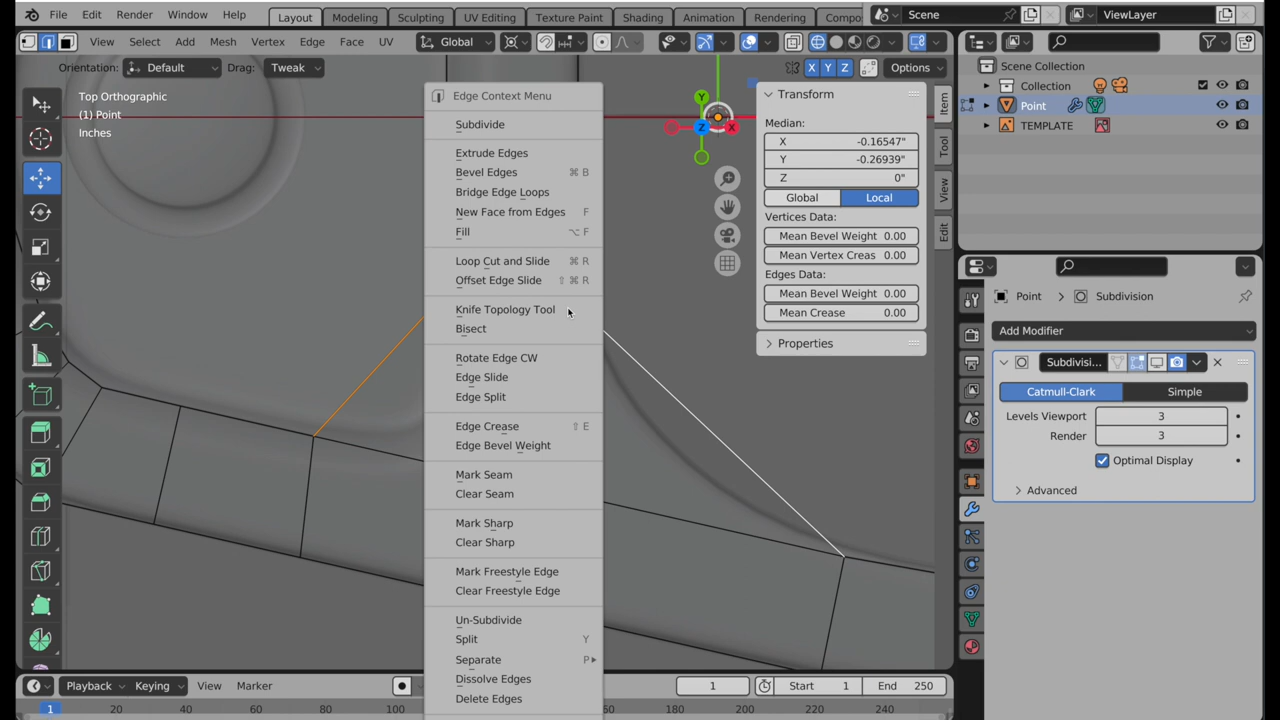 File Edit Render Window Help Layout Modeling Sculpting UV Editing Texture Paint Shading Animation Rendering Compo Scene ViewLayer
View Select Add Mesh Vertex Edge Face UV Global
Orientation: Default Drag: Tweak X Y Z Options
Top Orthographic
(1) Point
Inches
Edge Context Menu
Subdivide
Extrude Edges
Bevel Edges ⌘ B
Bridge Edge Loops
New Face from Edges F
Fill ⌥ F
Loop Cut and Slide ⌘ R
Offset Edge Slide ⇧ ⌘ R
Knife Topology Tool
Bisect
Rotate Edge CW
Edge Slide
Edge Split
Edge Crease ⇧ E
Edge Bevel Weight
Mark Seam
Clear Seam
Mark Sharp
Clear Sharp
Mark Freestyle Edge
Clear Freestyle Edge
Un-Subdivide
Split Y
Separate P
Dissolve Edges
Delete Edges
Y
Z X
Transform
Median:
X -0.16547"
Y -0.26939"
Z 0"
Global Local
Vertices Data:
Mean Bevel Weight 0.00
Mean Vertex Creas 0.00
Edges Data:
Mean Bevel Weight 0.00
Mean Crease 0.00
Properties
Item
Tool
View
Edit
Scene Collection
Collection
Point
TEMPLATE
Point > Subdivision
Add Modifier
Subdivisi...
Catmull-Clark Simple
Levels Viewport 3
Render 3
Optimal Display
Advanced
Playback Keying View Marker 1 Start 1 End 250
1 20 40 60 80 100 60 180 200 220 240